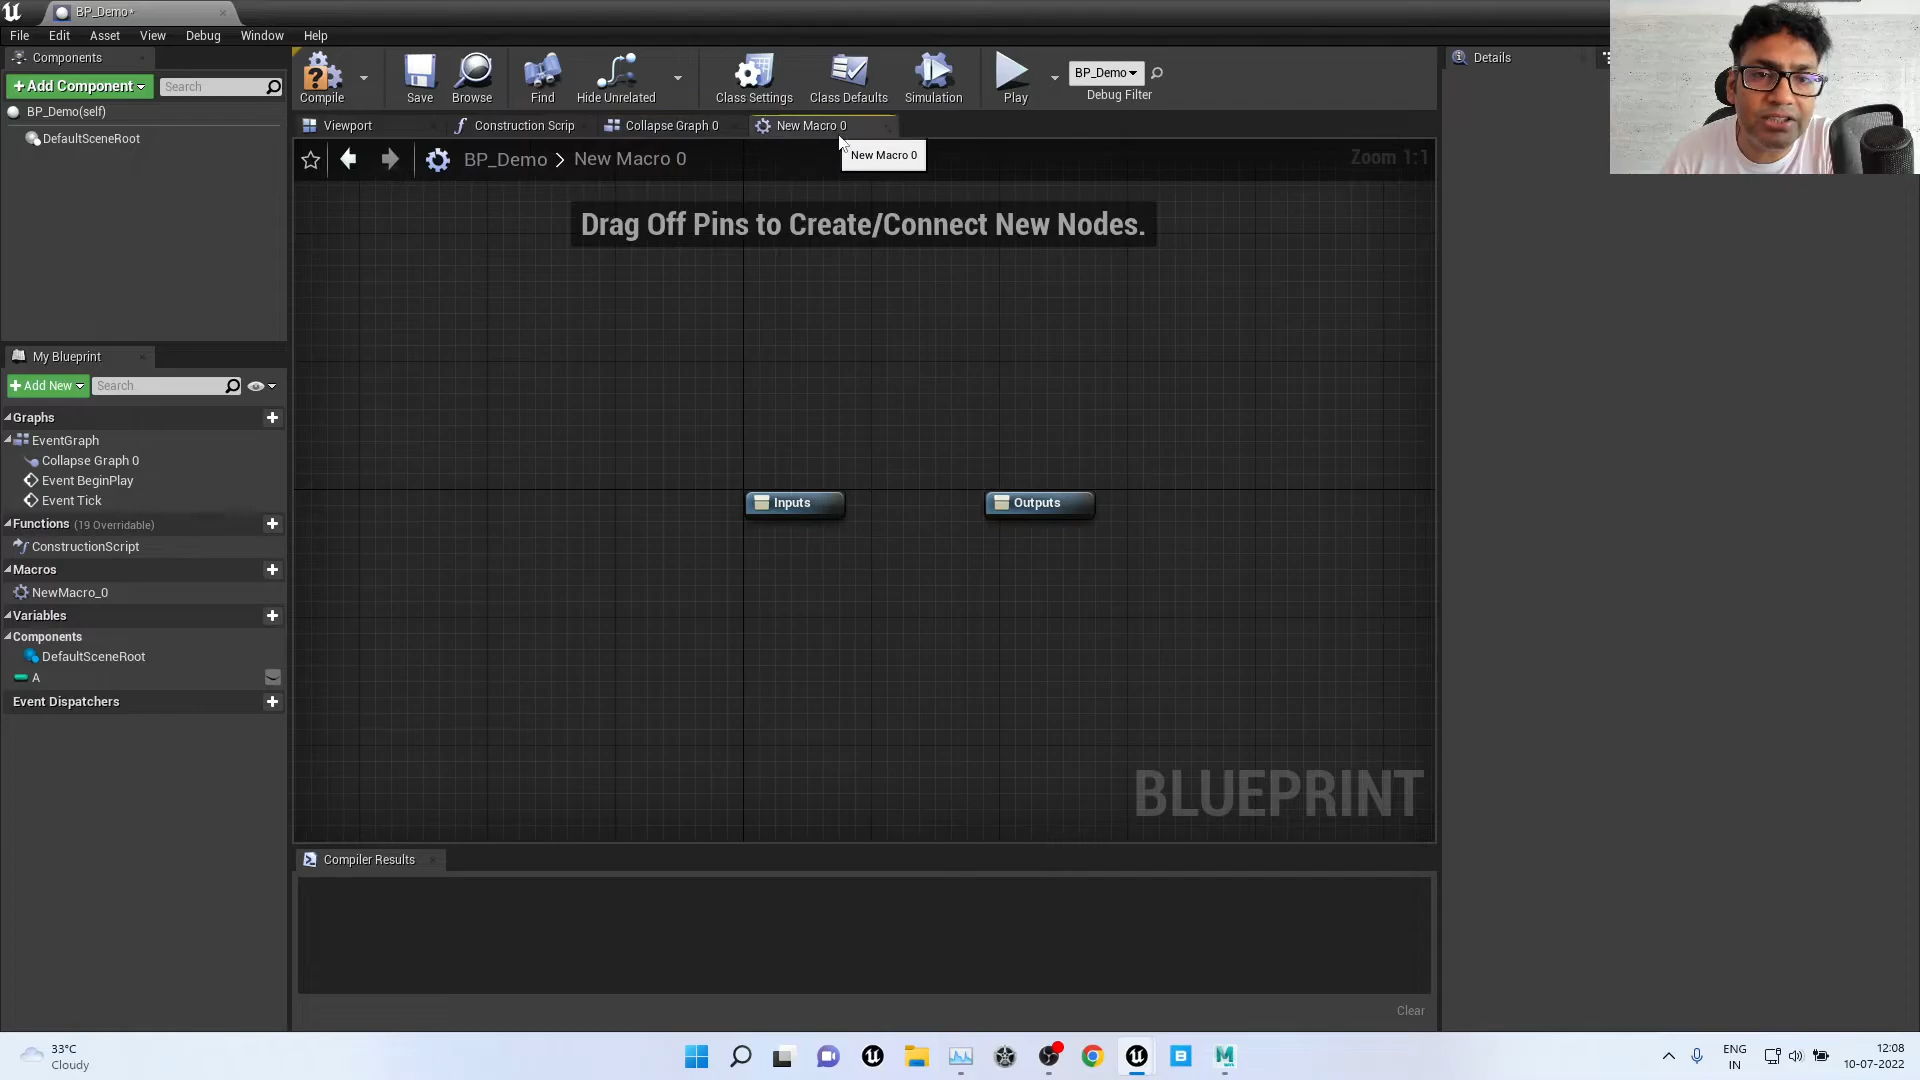 BP_Demo*
File Edit Asset View Debug Window Help
Components
+Add Component
Search
BP_Demo(self)
DefaultSceneRoot
Compile
Save
Browse
Find
Hide Unrelated
Class Settings
Class Defaults
Simulation
Play
BP_Demo
Debug Filter
Details
Viewport
Construction Scrip
Collapse Graph 0
New Macro 0
BP_Demo > New Macro 0
New Macro 0
Zoom 1:1
Drag Off Pins to Create/Connect New Nodes.
Inputs
Outputs
BLUEPRINT
My Blueprint
+Add New
Search
Graphs
EventGraph
Collapse Graph 0
Event BeginPlay
Event Tick
Functions (19 Overridable)
ConstructionScript
Macros
NewMacro_0
Variables
Components
DefaultSceneRoot
A
Event Dispatchers
Compiler Results
Clear
33°C
Cloudy
ENG
IN
12:08
10-07-2022